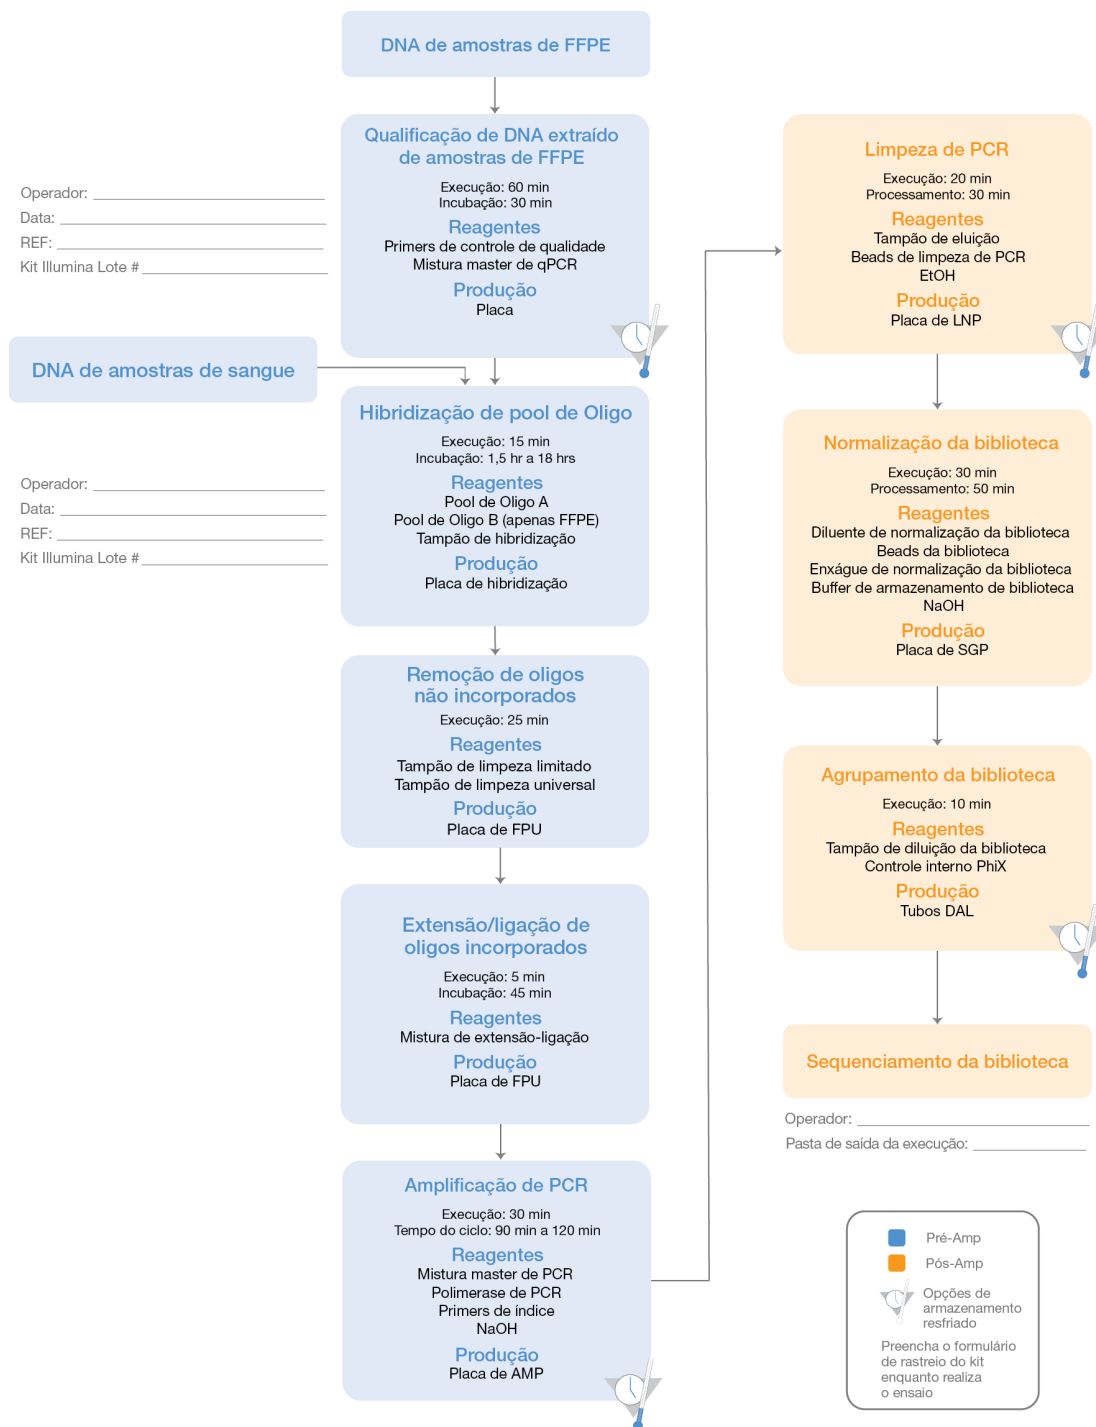 DNA de amostras de FFPE
Qualificação de DNA extraído
de amostras de FFPE
Execução: 60 min
Incubação: 30 min
Reagentes
Primers de controle de qualidade
Mistura master de qPCR
Produção
Placa
Operador:
Data:
REF:
Kit Illumina Lote #
DNA de amostras de sangue
Hibridização de pool de Oligo
Execução: 15 min
Incubação: 1,5 hr a 18 hrs
Reagentes
Pool de Oligo A
Pool de Oligo B (apenas FFPE)
Tampão de hibridização
Produção
Placa de hibridização
Operador:
Data:
REF:
Kit Illumina Lote #
Remoção de oligos
não incorporados
Execução: 25 min
Reagentes
Tampão de limpeza limitado
Tampão de limpeza universal
Produção
Placa de FPU
Extensão/ligação de
oligos incorporados
Execução: 5 min
Incubação: 45 min
Reagentes
Mistura de extensão-ligação
Produção
Placa de FPU
Amplificação de PCR
Execução: 30 min
Tempo do ciclo: 90 min a 120 min
Reagentes
Mistura master de PCR
Polimerase de PCR
Primers de índice
NaOH
Produção
Placa de AMP
Limpeza de PCR
Execução: 20 min
Processamento: 30 min
Reagentes
Tampão de eluição
Beads de limpeza de PCR
EtOH
Produção
Placa de LNP
Normalização da biblioteca
Execução: 30 min
Processamento: 50 min
Reagentes
Diluente de normalização da biblioteca
Beads da biblioteca
Enxágue de normalização da biblioteca
Buffer de armazenamento de biblioteca
NaOH
Produção
Placa de SGP
Agrupamento da biblioteca
Execução: 10 min
Reagentes
Tampão de diluição da biblioteca
Controle interno PhiX
Produção
Tubos DAL
Sequenciamento da biblioteca
Operador:
Pasta de saída da execução:
Pré-Amp
Pós-Amp
Opções de
armazenamento
resfriado
Preencha o formulário
de rastreio do kit
enquanto realiza
o ensaio